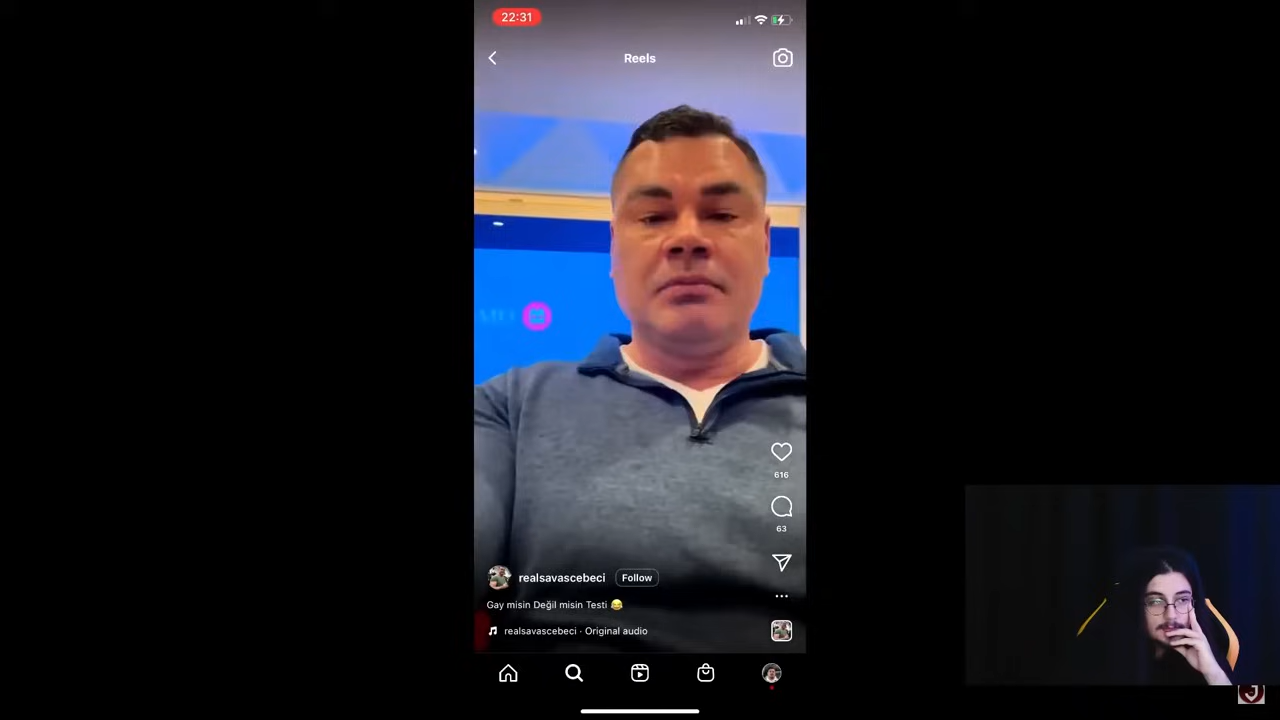 22:31
Reels
616
63
realsavascebeci Follow
Gay misin Değil misin Testi 😂
realsavascebeci · Original audio
J